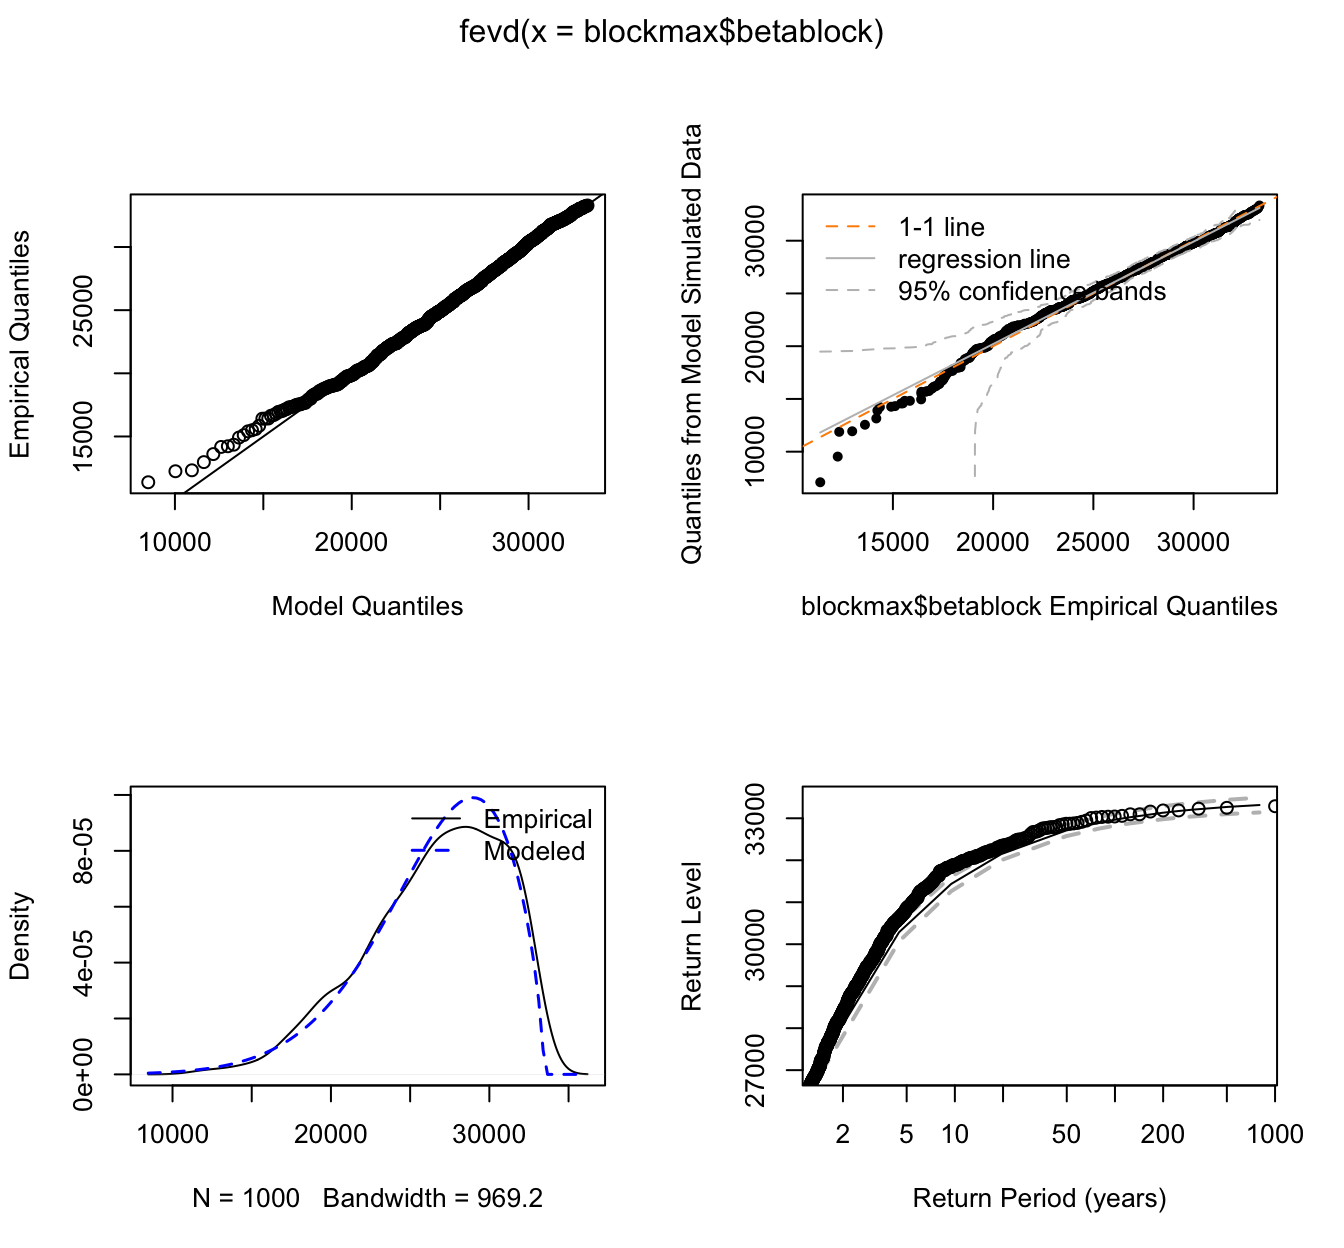 fevd(x = blockmax$betablock)
Empirical Quantiles
15000
25000
10000
20000
30000
Model Quantiles
Quantiles from Model Simulated Data
10000
20000
30000
1-1 line
regression line
95% confidence bands
15000
20000
25000
30000
blockmax$betablock Empirical Quantiles
Density
0e+00
4e-05
8e-05
Empirical
Modeled
10000
20000
30000
N = 1000   Bandwidth = 969.2
Return Level
27000
30000
33000
2
5
10
50
200
1000
Return Period (years)